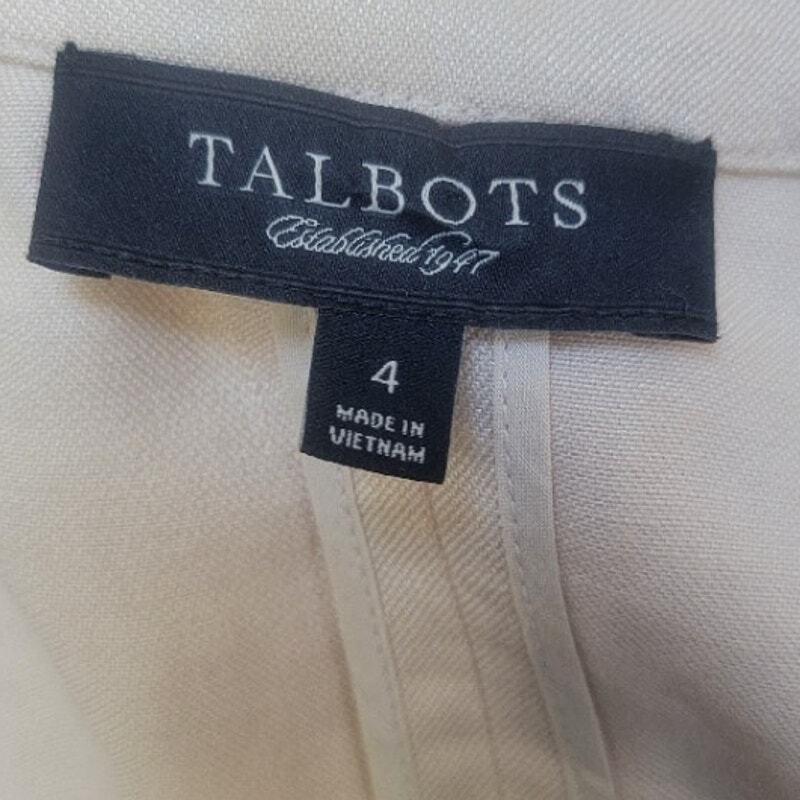 TALBOTS
Established 1947
4
MADE IN
VIETNAM